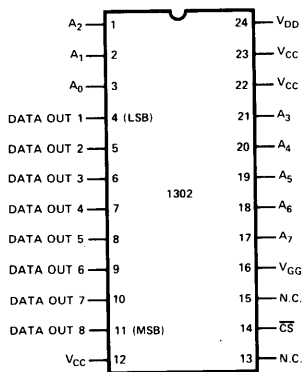 A2 1 24 VDD
A1 2 23 VCC
A0 3 22 VCC
DATA OUT 1 4 (LSB) 21 A3
DATA OUT 2 5 20 A4
DATA OUT 3 6 19 A5
1302
DATA OUT 4 7 18 A6
DATA OUT 5 8 17 A7
DATA OUT 6 9 16 VGG
DATA OUT 7 10 15 N.C.
DATA OUT 8 11 (MSB) 14 CS
VCC 12 13 N.C.